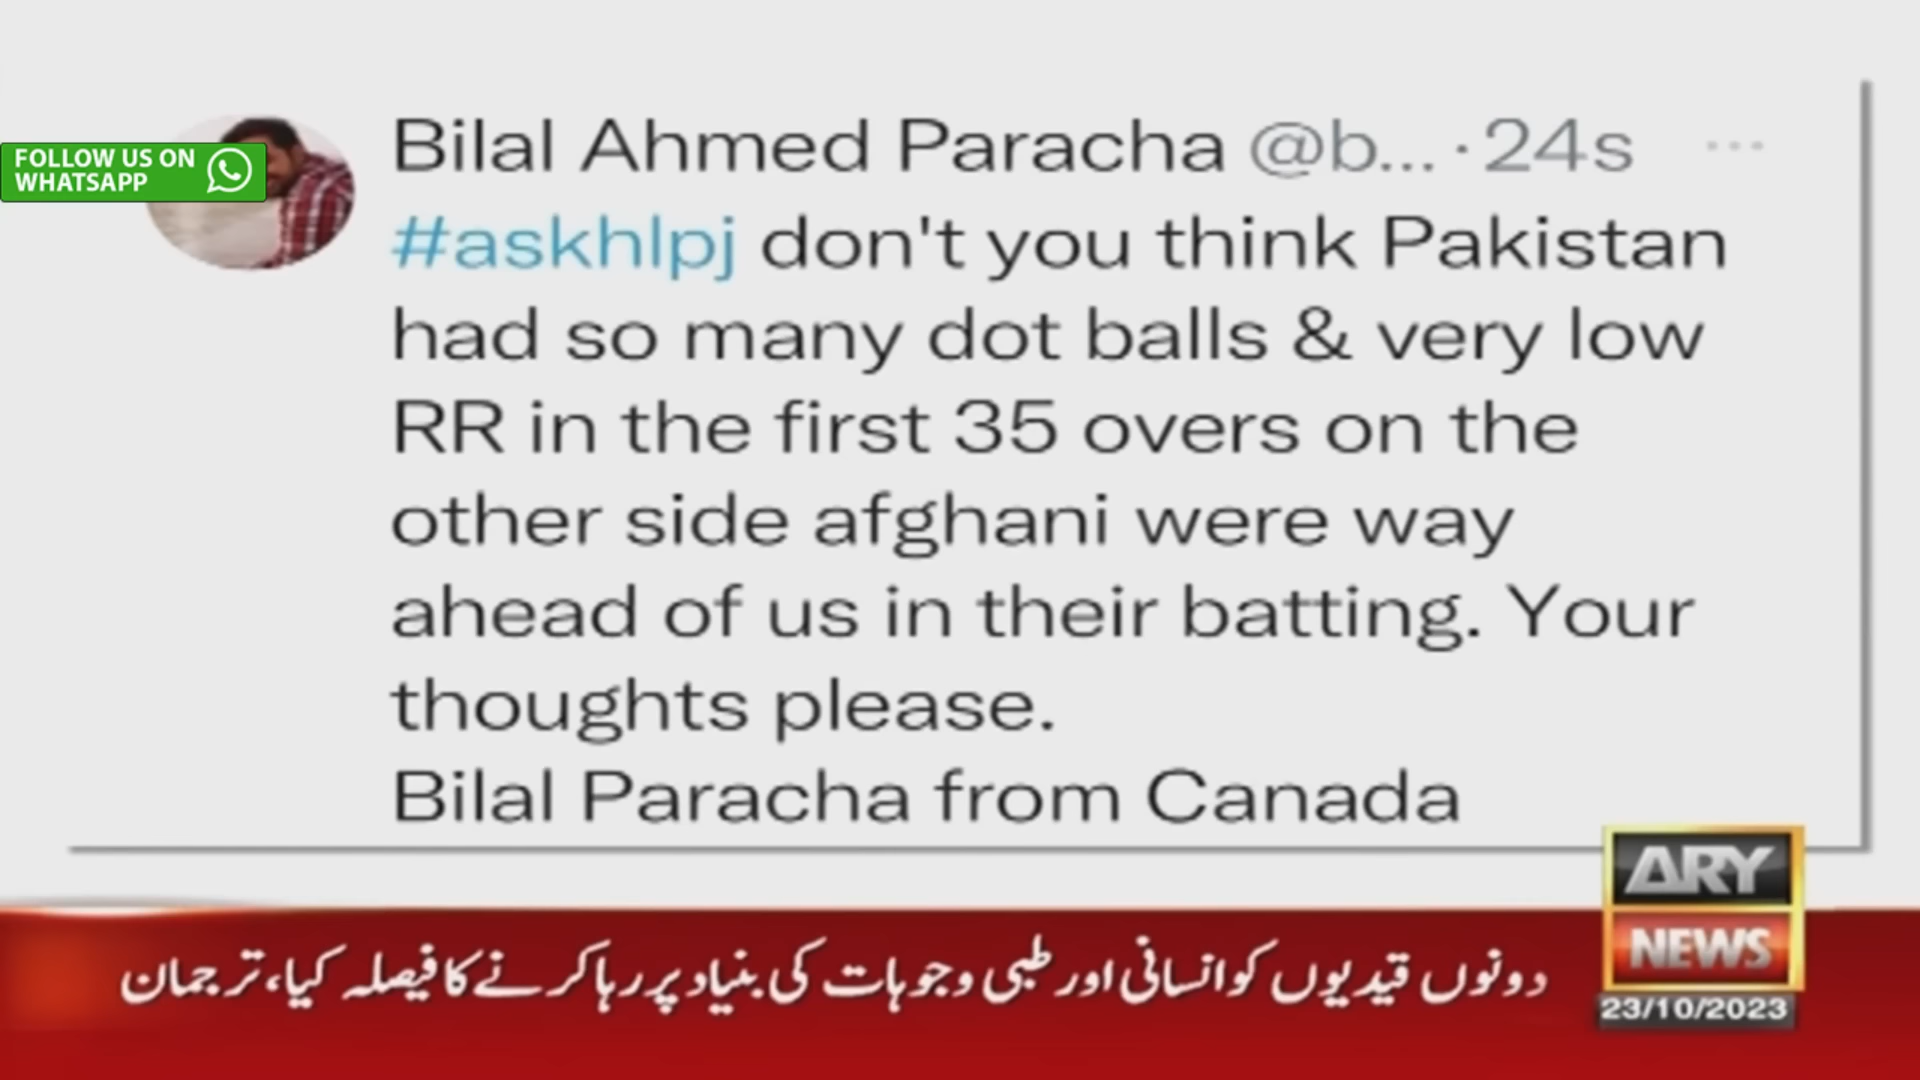 FOLLOW US ON
WHATSAPP
Bilal Ahmed Paracha @b... · 24s ...
#askhlpj don't you think Pakistan
had so many dot balls & very low
RR in the first 35 overs on the
other side afghani were way
ahead of us in their batting. Your
thoughts please.
Bilal Paracha from Canada
ARY
NEWS
دونوں قیدیوں کو انسانی اور طبی وجوہات کی بنیاد پر رہا کرنے کا فیصلہ کیا، ترجمان
23/10/2023